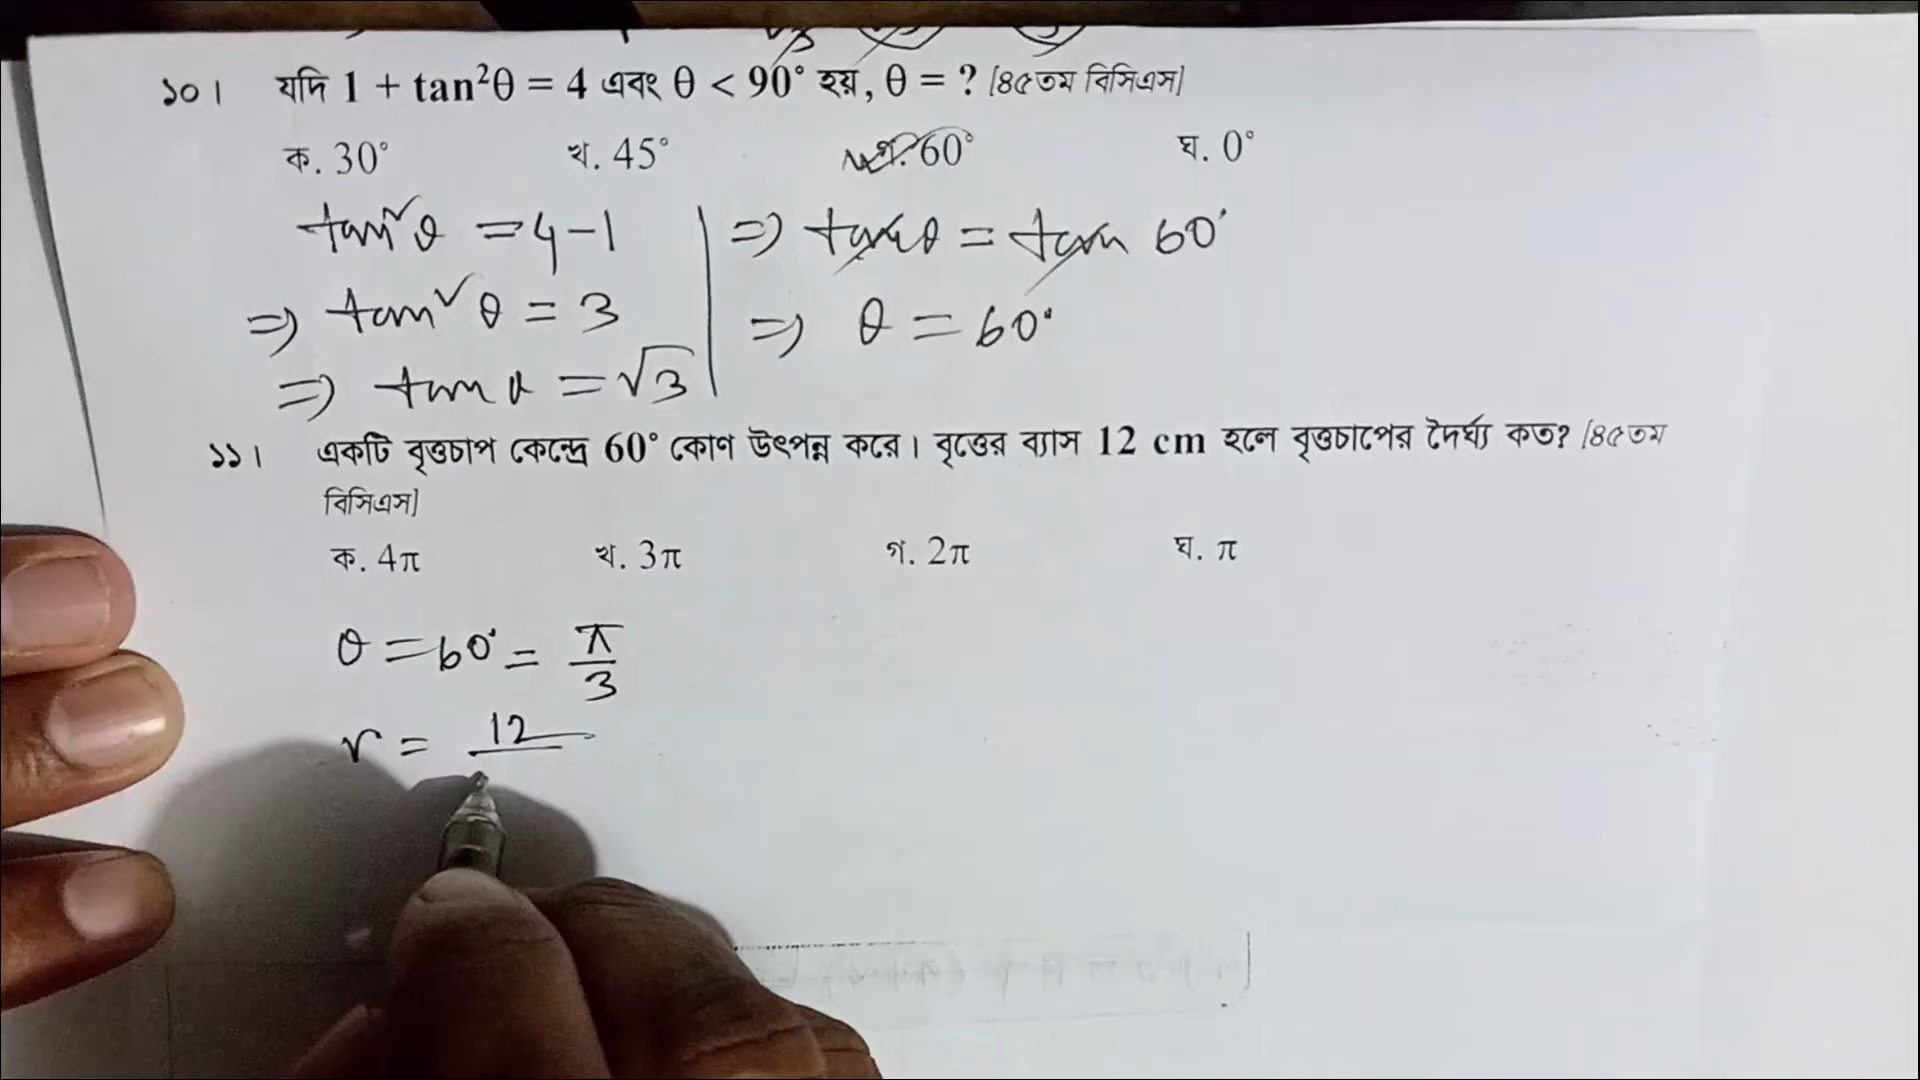 ১০। যদি 1 + tan²θ = 4 এবং θ < 90° হয়, θ = ? [৪৫তম বিসিএস]
ক. 30° খ. 45° গ. 60° ঘ. 0°
tan²θ = 4-1
⇒ tan²θ = 3
⇒ tanθ = √3
⇒ tanθ = tan 60°
⇒ θ = 60°
১১। একটি বৃত্তচাপ কেন্দ্রে 60° কোণ উৎপন্ন করে। বৃত্তের ব্যাস 12 cm হলে বৃত্তচাপের দৈর্ঘ্য কত? [৪৫তম
বিসিএস]
ক. 4π খ. 3π গ. 2π ঘ. π
θ = 60° = π/3
r = 12